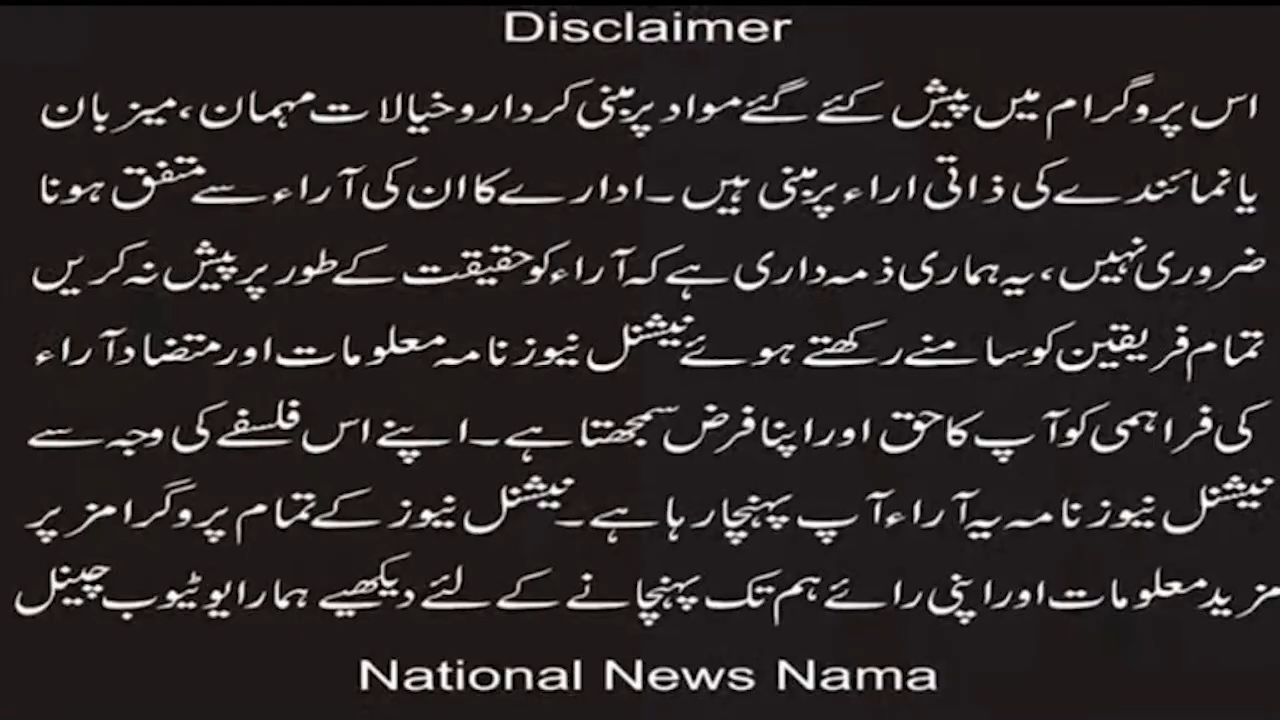 Disclaimer
اس پروگرام میں پیش کئے گئے مواد پر مبنی کردار و خیالات مہمان، میزبان
یا نمائندے کی ذاتی اراء پر مبنی ہیں۔ ادارے کا ان کی آراء سے متفق ہونا
ضروری نہیں، یہ ہماری ذمہ داری ہے کہ آراء کو حقیقت کے طور پر پیش نہ کریں
تمام فریقین کو سامنے رکھتے ہوئے نیشنل نیوز نامہ معلومات اور متضاد آراء
کی فراہمی کو آپ کا حق اور اپنا فرض سمجھتا ہے۔ اپنے اس فلسفے کی وجہ سے
نیشنل نیوز نامہ یہ آراء آپ پہنچا رہا ہے۔ نیشنل نیوز کے تمام پروگرامز پر
مزید معلومات اور اپنی رائے ہم تک پہنچانے کے لئے دیکھیے ہمارا یوٹیوب چینل
National News Nama